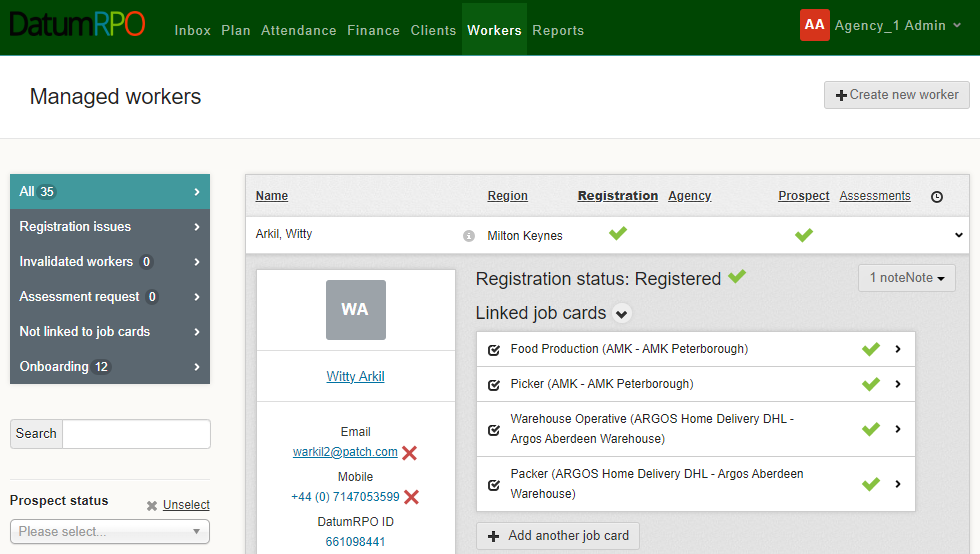 DatumRPO
Inbox Plan Attendance Finance Clients Workers Reports
AA Agency_1 Admin
Managed workers
Create new worker
All 35
Registration issues
Invalidated workers 0
Assessment request 0
Not linked to job cards
Onboarding 12
Search
Prospect status
Unselect
Please select...
Name Region Registration Agency Prospect Assessments
Arkil, Witty Milton Keynes
WA
Witty Arkil
Email
warkil2@patch.com
Mobile
+44 (0) 7147053599
DatumRPO ID
661098441
Registration status: Registered
1 noteNote
Linked job cards
Food Production (AMK - AMK Peterborough)
Picker (AMK - AMK Peterborough)
Warehouse Operative (ARGOS Home Delivery DHL -
Argos Aberdeen Warehouse)
Packer (ARGOS Home Delivery DHL - Argos Aberdeen
Warehouse)
Add another job card